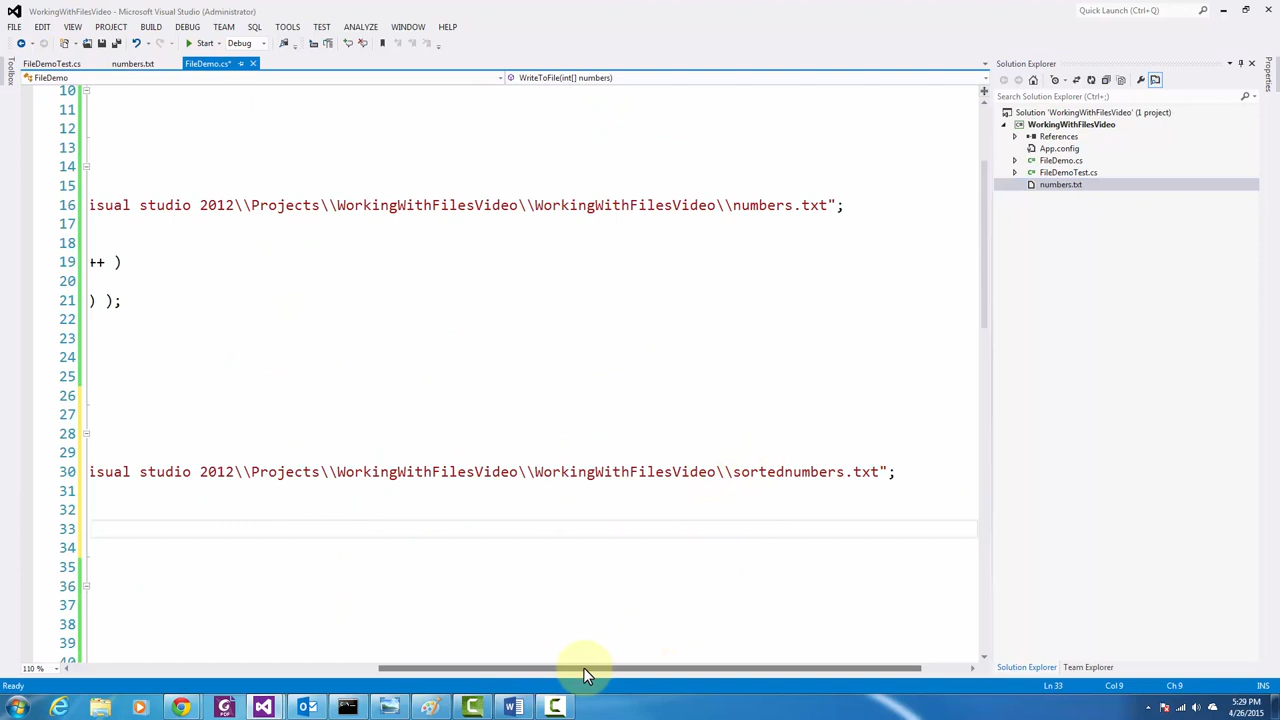 WorkingWithFilesVideo - Microsoft Visual Studio (Administrator)
Quick Launch (Ctrl+Q)
FILE EDIT VIEW PROJECT BUILD DEBUG TEAM SQL TOOLS TEST ANALYZE WINDOW HELP
Start Debug
Toolbox
FileDemoTest.cs numbers.txt FileDemo.cs*
FileDemo WriteToFile(int[] numbers)
10
11
12
13
14
15
16 isual studio 2012\\Projects\\WorkingWithFilesVideo\\WorkingWithFilesVideo\\numbers.txt";
17
18
19 ++ )
20
21 ) );
22
23
24
25
26
27
28
29
30 isual studio 2012\\Projects\\WorkingWithFilesVideo\\WorkingWithFilesVideo\\sortednumbers.txt";
31
32
33
34
35
36
37
38
39
40
110 %
Solution Explorer
Search Solution Explorer (Ctrl+;)
Solution 'WorkingWithFilesVideo' (1 project)
WorkingWithFilesVideo
References
App.config
FileDemo.cs
FileDemoTest.cs
numbers.txt
Solution Explorer Team Explorer
Properties
Ready Ln 33 Col 9 Ch 9 INS
5:29 PM
4/26/2015